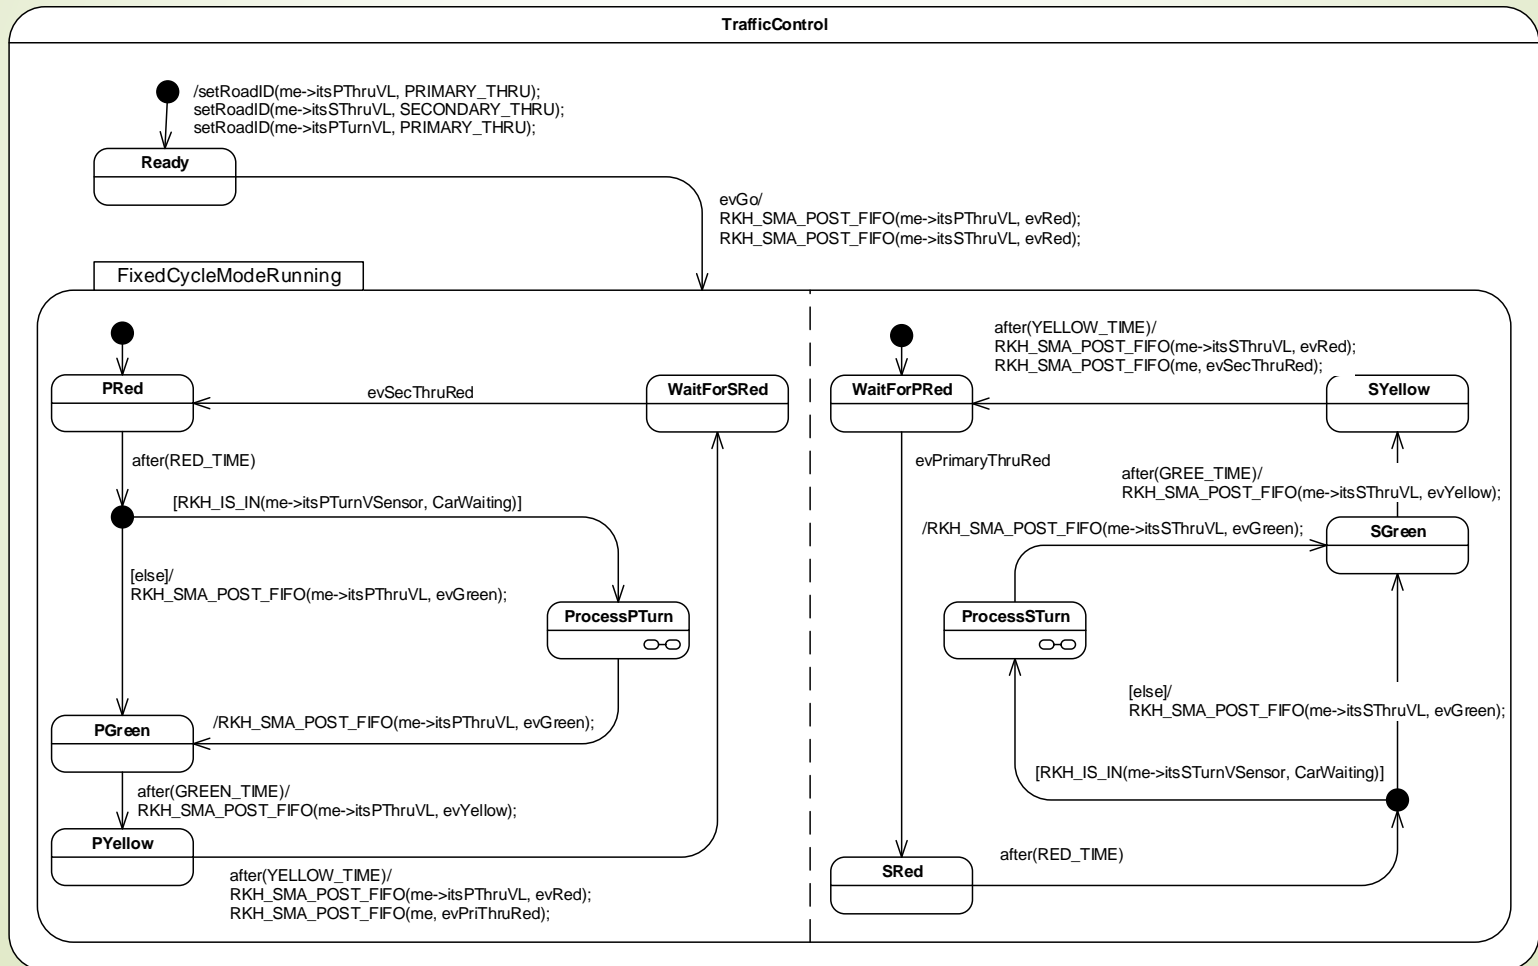 TrafficControl
/setRoadID(me->itsPThruVL, PRIMARY_THRU);
setRoadID(me->itsSThruVL, SECONDARY_THRU);
setRoadID(me->itsPTurnVL, PRIMARY_THRU);
Ready
evGo/
RKH_SMA_POST_FIFO(me->itsPThruVL, evRed);
RKH_SMA_POST_FIFO(me->itsSThruVL, evRed);
FixedCycleModeRunning
PRed
evSecThruRed
WaitForSRed
after(RED_TIME)
[RKH_IS_IN(me->itsPTurnVSensor, CarWaiting)]
[else]/
RKH_SMA_POST_FIFO(me->itsPThruVL, evGreen);
ProcessPTurn
PGreen
/RKH_SMA_POST_FIFO(me->itsPThruVL, evGreen);
after(GREEN_TIME)/
RKH_SMA_POST_FIFO(me->itsPThruVL, evYellow);
PYellow
after(YELLOW_TIME)/
RKH_SMA_POST_FIFO(me->itsPThruVL, evRed);
RKH_SMA_POST_FIFO(me, evPriThruRed);
after(YELLOW_TIME)/
RKH_SMA_POST_FIFO(me->itsSThruVL, evRed);
RKH_SMA_POST_FIFO(me, evSecThruRed);
WaitForPRed
SYellow
evPrimaryThruRed
after(GREE_TIME)/
RKH_SMA_POST_FIFO(me->itsSThruVL, evYellow);
/RKH_SMA_POST_FIFO(me->itsSThruVL, evGreen);
SGreen
ProcessSTurn
[else]/
RKH_SMA_POST_FIFO(me->itsSThruVL, evGreen);
[RKH_IS_IN(me->itsSTurnVSensor, CarWaiting)]
after(RED_TIME)
SRed